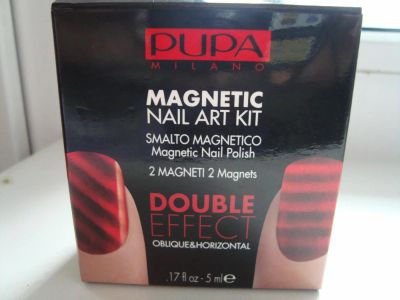 PUPA
MILANO
MAGNETIC
NAIL ART KIT
SMALTO MAGNETICO
Magnetic Nail Polish
2 MAGNETI 2 Magnets
DOUBLE
EFFECT
OBLIQUE&HORIZONTAL
.17 fl oz - 5 ml ℮